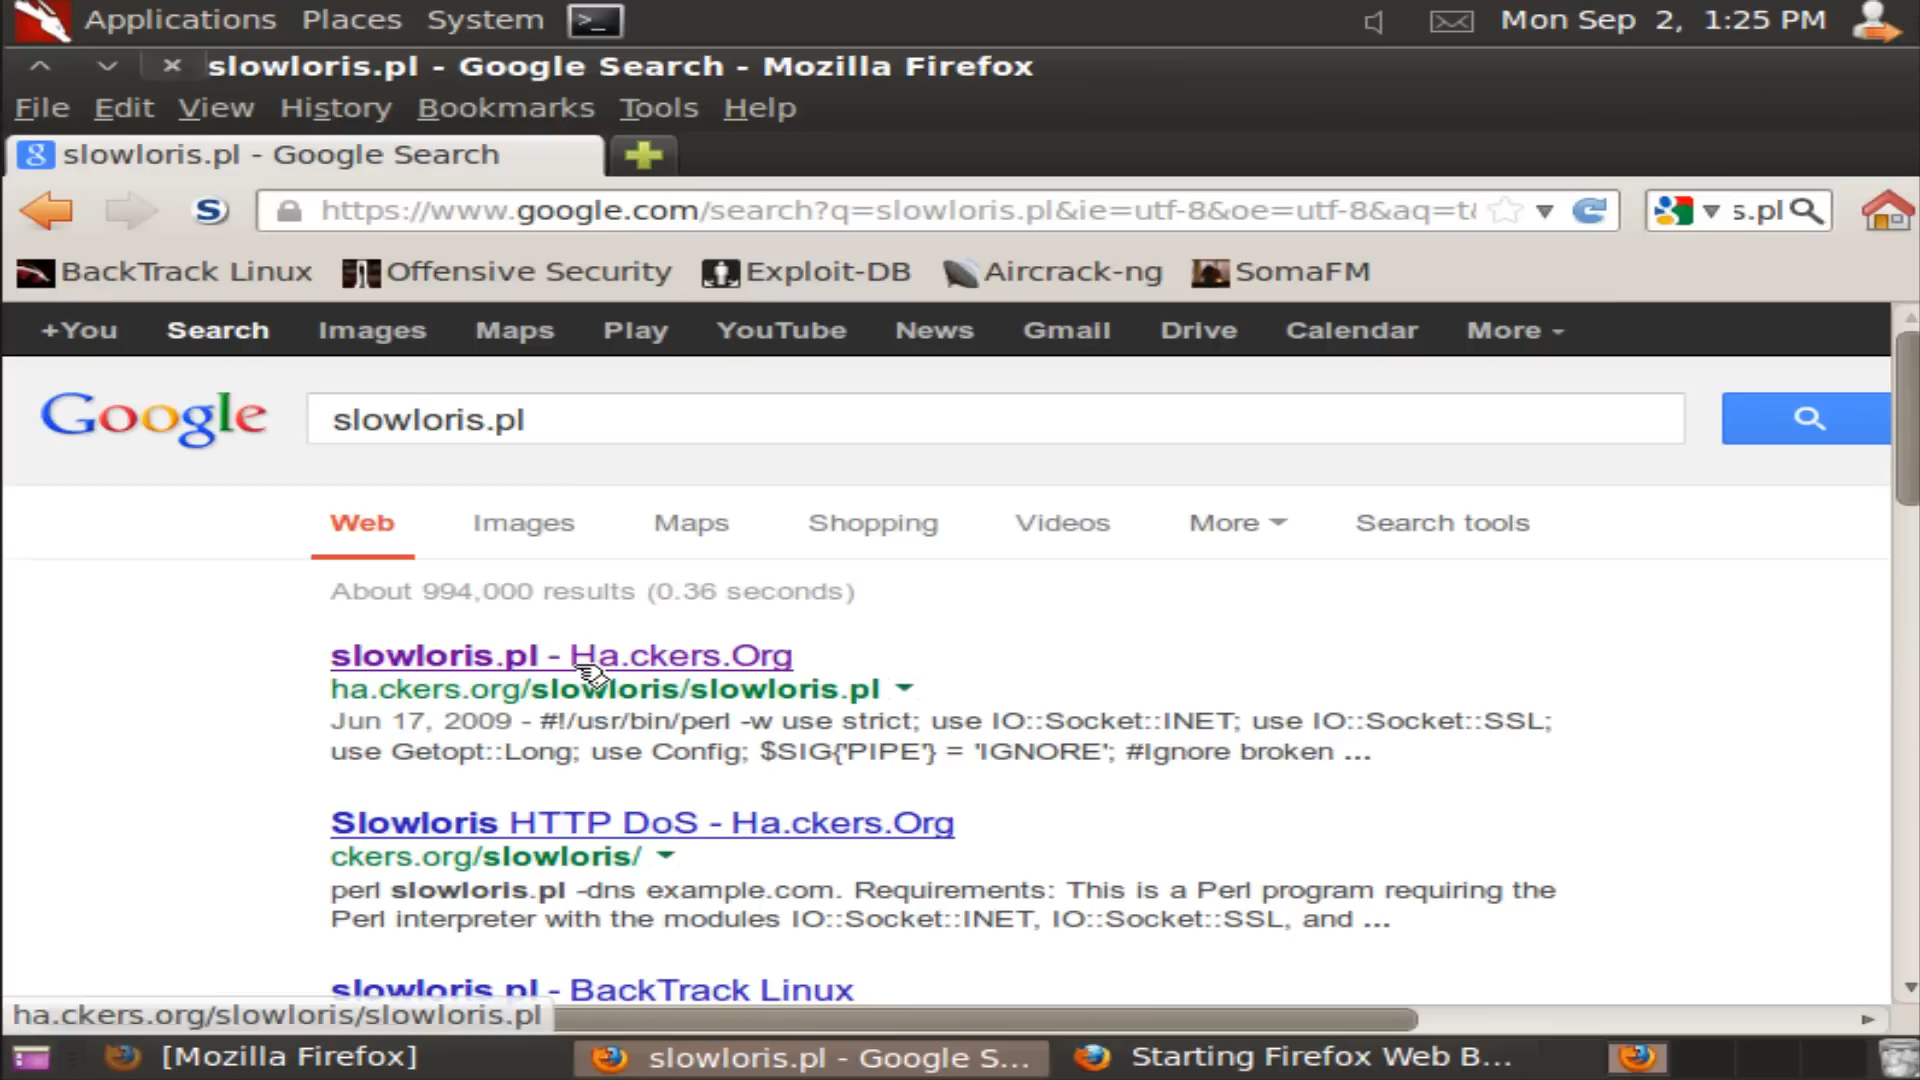 Applications Places System Mon Sep 2, 1:25 PM
slowloris.pl - Google Search - Mozilla Firefox
File Edit View History Bookmarks Tools Help
slowloris.pl - Google Search
https://www.google.com/search?q=slowloris.pl&ie=utf-8&oe=utf-8&aq=t& s.pl
BackTrack Linux Offensive Security Exploit-DB Aircrack-ng SomaFM
+You Search Images Maps Play YouTube News Gmail Drive Calendar More
Google slowloris.pl
Web Images Maps Shopping Videos More Search tools
About 994,000 results (0.36 seconds)
slowloris.pl - Ha.ckers.Org
ha.ckers.org/slowloris/slowloris.pl
Jun 17, 2009 - #!/usr/bin/perl -w use strict; use IO::Socket::INET; use IO::Socket::SSL;
use Getopt::Long; use Config; $SIG{'PIPE'} = 'IGNORE'; #Ignore broken ...
Slowloris HTTP DoS - Ha.ckers.Org
ckers.org/slowloris/
perl slowloris.pl -dns example.com. Requirements: This is a Perl program requiring the
Perl interpreter with the modules IO::Socket::INET, IO::Socket::SSL, and ...
slowloris.pl - BackTrack Linux
ha.ckers.org/slowloris/slowloris.pl
[Mozilla Firefox] slowloris.pl - Google S... Starting Firefox Web B...